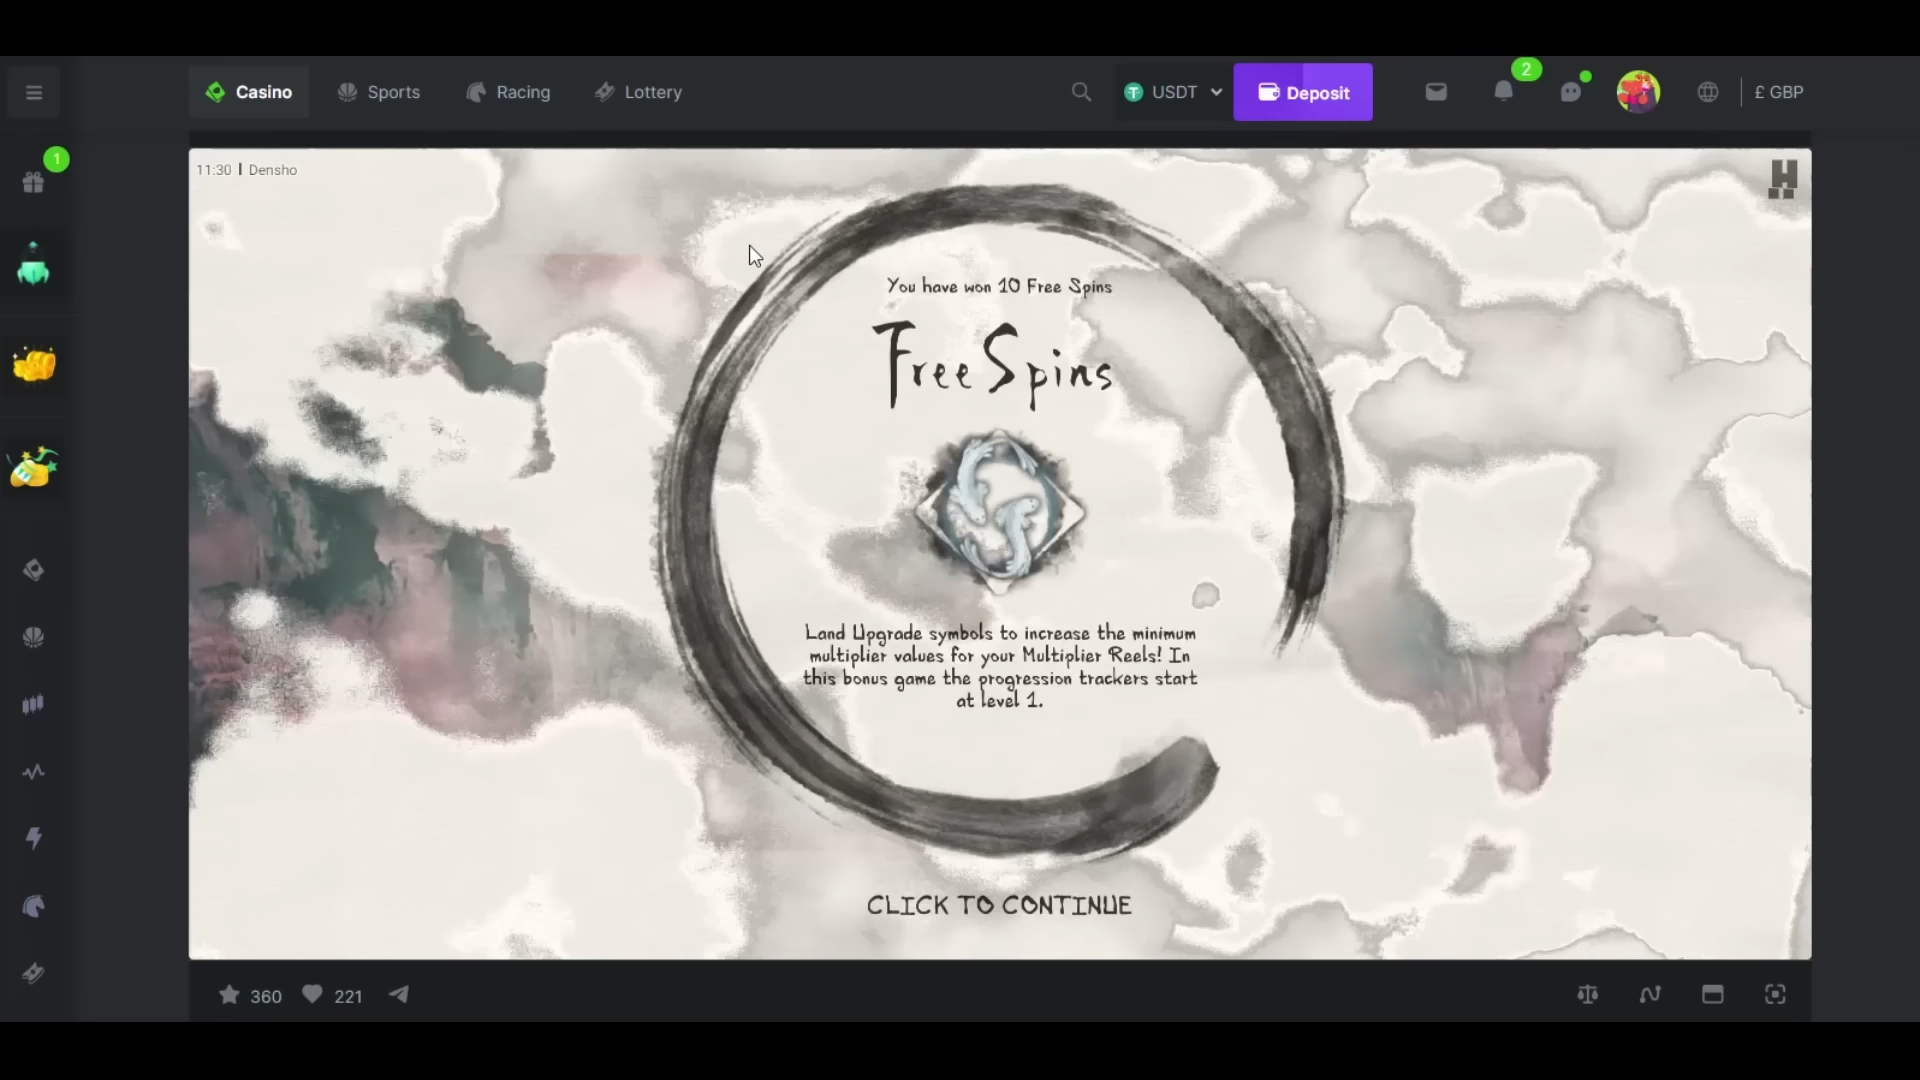 Casino
Sports
Racing
Lottery
USDT
Deposit
2
£ GBP
1
11:30 | Densho
You have won 10 Free Spins
Free Spins
Land Upgrade symbols to increase the minimum
multiplier values for your Multiplier Reels! In
this bonus game the progression trackers start
at level 1.
CLICK TO CONTINUE
360
221